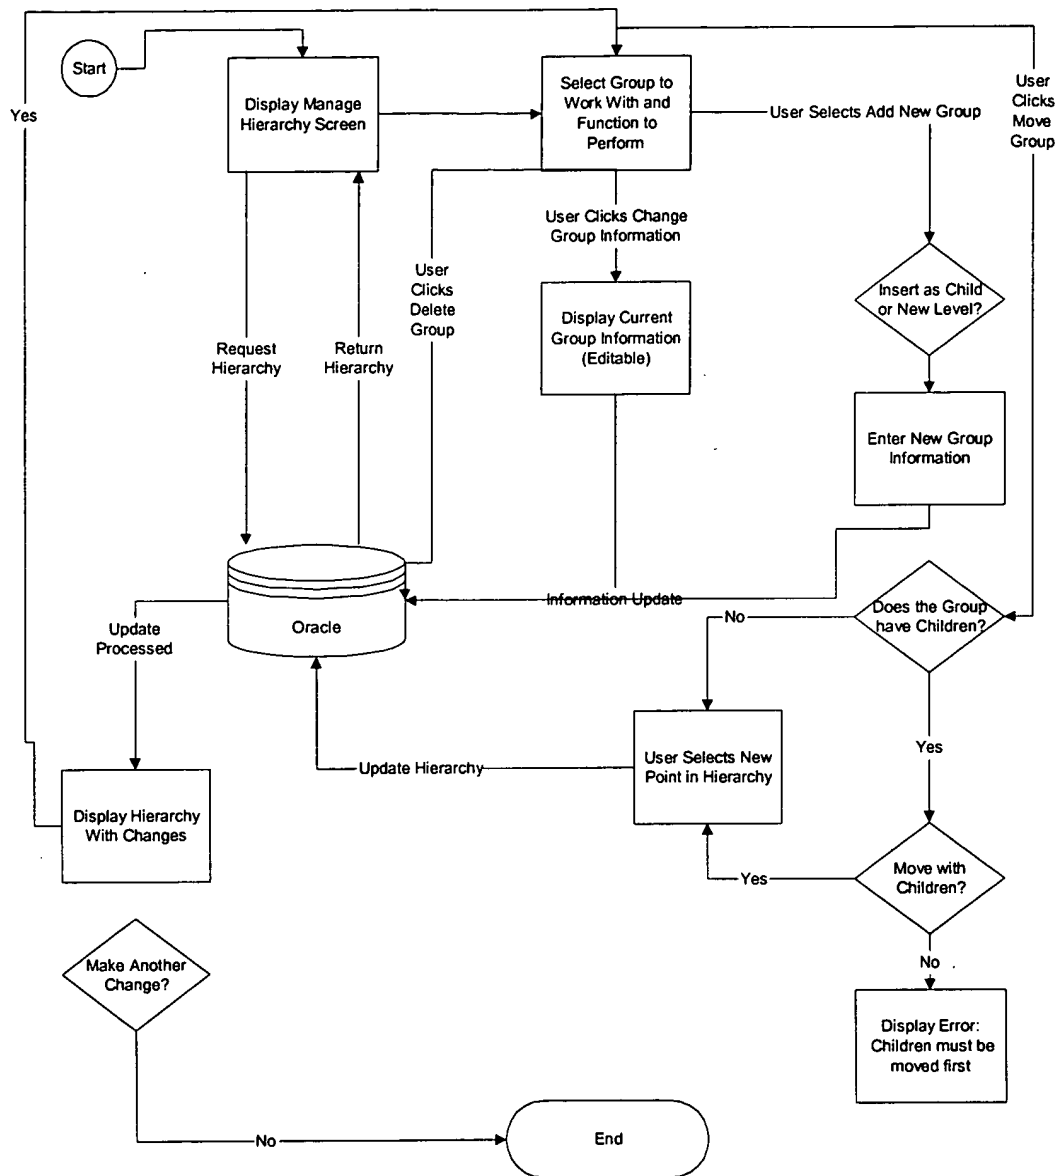 Start
Yes
Display Manage
Hierarchy Screen
Select Group to
Work With and
Function to
Perform
User Selects Add New Group
User
Clicks
Move
Group
User Clicks Change
Group Information
User
Clicks
Delete
Group
Insert as Child
or New Level?
Display Current
Group Information
(Editable)
Request
Hierarchy
Return
Hierarchy
Enter New Group
Information
Information Update
Oracle
Does the Group
have Children?
No
Update
Processed
Yes
User Selects New
Point in Hierarchy
Update Hierarchy
Display Hierarchy
With Changes
Move with
Children?
Yes
No
Make Another
Change?
Display Error:
Children must be
moved first
No
End